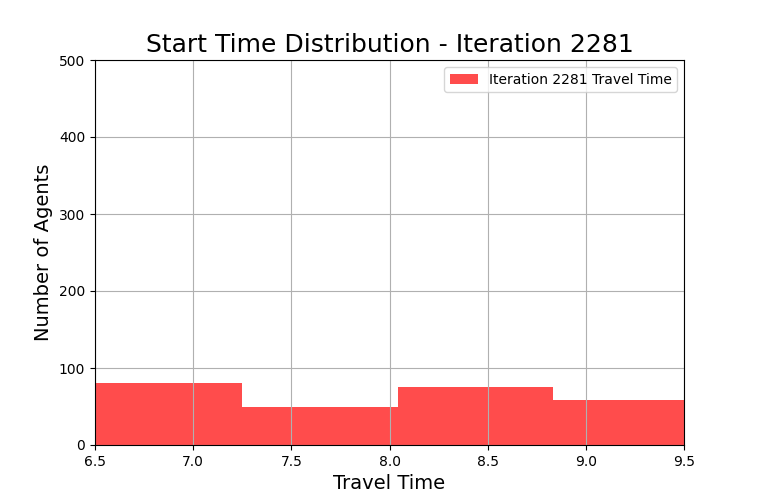 Start Time Distribution - Iteration 2281
Iteration 2281 Travel Time
Number of Agents
500
400
300
200
100
0
6.5 7.0 7.5 8.0 8.5 9.0 9.5
Travel Time